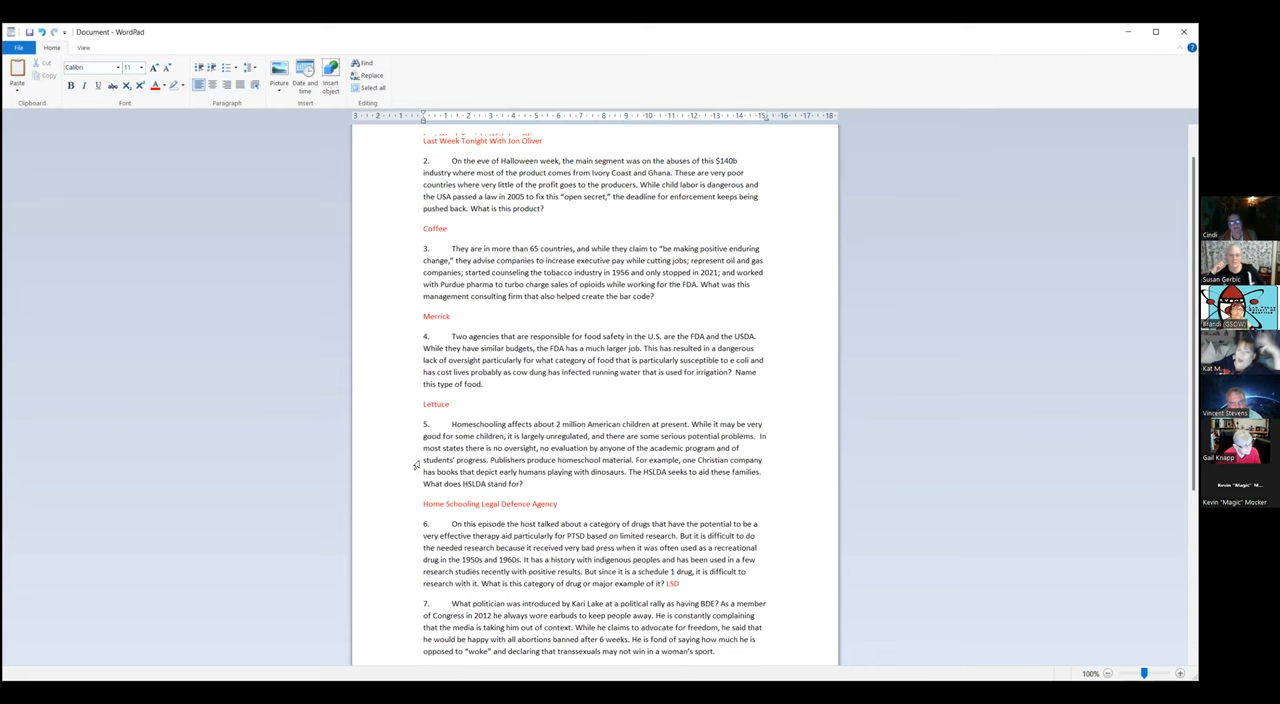 Document - WordPad
File
Home
View
Paste
Cut
Copy
Clipboard
Calibri
11
Font
Paragraph
Picture
Date and time
Insert object
Insert
Find
Replace
Select all
Editing
3 2 1 1 2 3 4 5 6 7 8 9 10 11 12 13 14 15 16 17 18
Last Week Tonight With Jon Oliver
2. On the eve of Halloween week, the main segment was on the abuses of this $140b
industry where most of the product comes from Ivory Coast and Ghana. These are very poor
countries where very little of the profit goes to the producers. While child labor is dangerous and
the USA passed a law in 2005 to fix this “open secret,” the deadline for enforcement keeps being
pushed back. What is this product?
Coffee
3. They are in more than 65 countries, and while they claim to “be making positive enduring
change,” they advise companies to increase executive pay while cutting jobs; represent oil and gas
companies; started counseling the tobacco industry in 1956 and only stopped in 2021; and worked
with Purdue pharma to turbo charge sales of opioids while working for the FDA. What was this
management consulting firm that also helped create the bar code?
Merrick
4. Two agencies that are responsible for food safety in the U.S. are the FDA and the USDA.
While they have similar budgets, the FDA has a much larger job. This has resulted in a dangerous
lack of oversight particularly for what category of food that is particularly susceptible to e coli and
has cost lives probably as cow dung has infected running water that is used for irrigation? Name
this type of food.
Lettuce
5. Homeschooling affects about 2 million American children at present. While it may be very
good for some children, it is largely unregulated, and there are some serious potential problems. In
most states there is no oversight, no evaluation by anyone of the academic program and of
students’ progress. Publishers produce homeschool material. For example, one Christian company
has books that depict early humans playing with dinosaurs. The HSLDA seeks to aid these families.
What does HSLDA stand for?
Home Schooling Legal Defence Agency
6. On this episode the host talked about a category of drugs that have the potential to be a
very effective therapy aid particularly for PTSD based on limited research. But it is difficult to do
the needed research because it received very bad press when it was often used as a recreational
drug in the 1950s and 1960s. It has a history with indigenous peoples and has been used in a few
research studies recently with positive results. But since it is a schedule 1 drug, it is difficult to
research with it. What is this category of drug or major example of it? LSD
7. What politician was introduced by Kari Lake at a political rally as having BDE? As a member
of Congress in 2012 he always wore earbuds to keep people away. He is constantly complaining
that the media is taking him out of context. While he claims to advocate for freedom, he said that
he would be happy with all abortions banned after 6 weeks. He is fond of saying how much he is
opposed to “woke” and declaring that transsexuals may not win in a woman’s sport.
100%
Cindi
Susan Gerbic
Brandi (GSOW)
Kat M.
Vincent Stevens
Gail Knapp
Kevin "Magic" M...
Kevin "Magic" Mocker